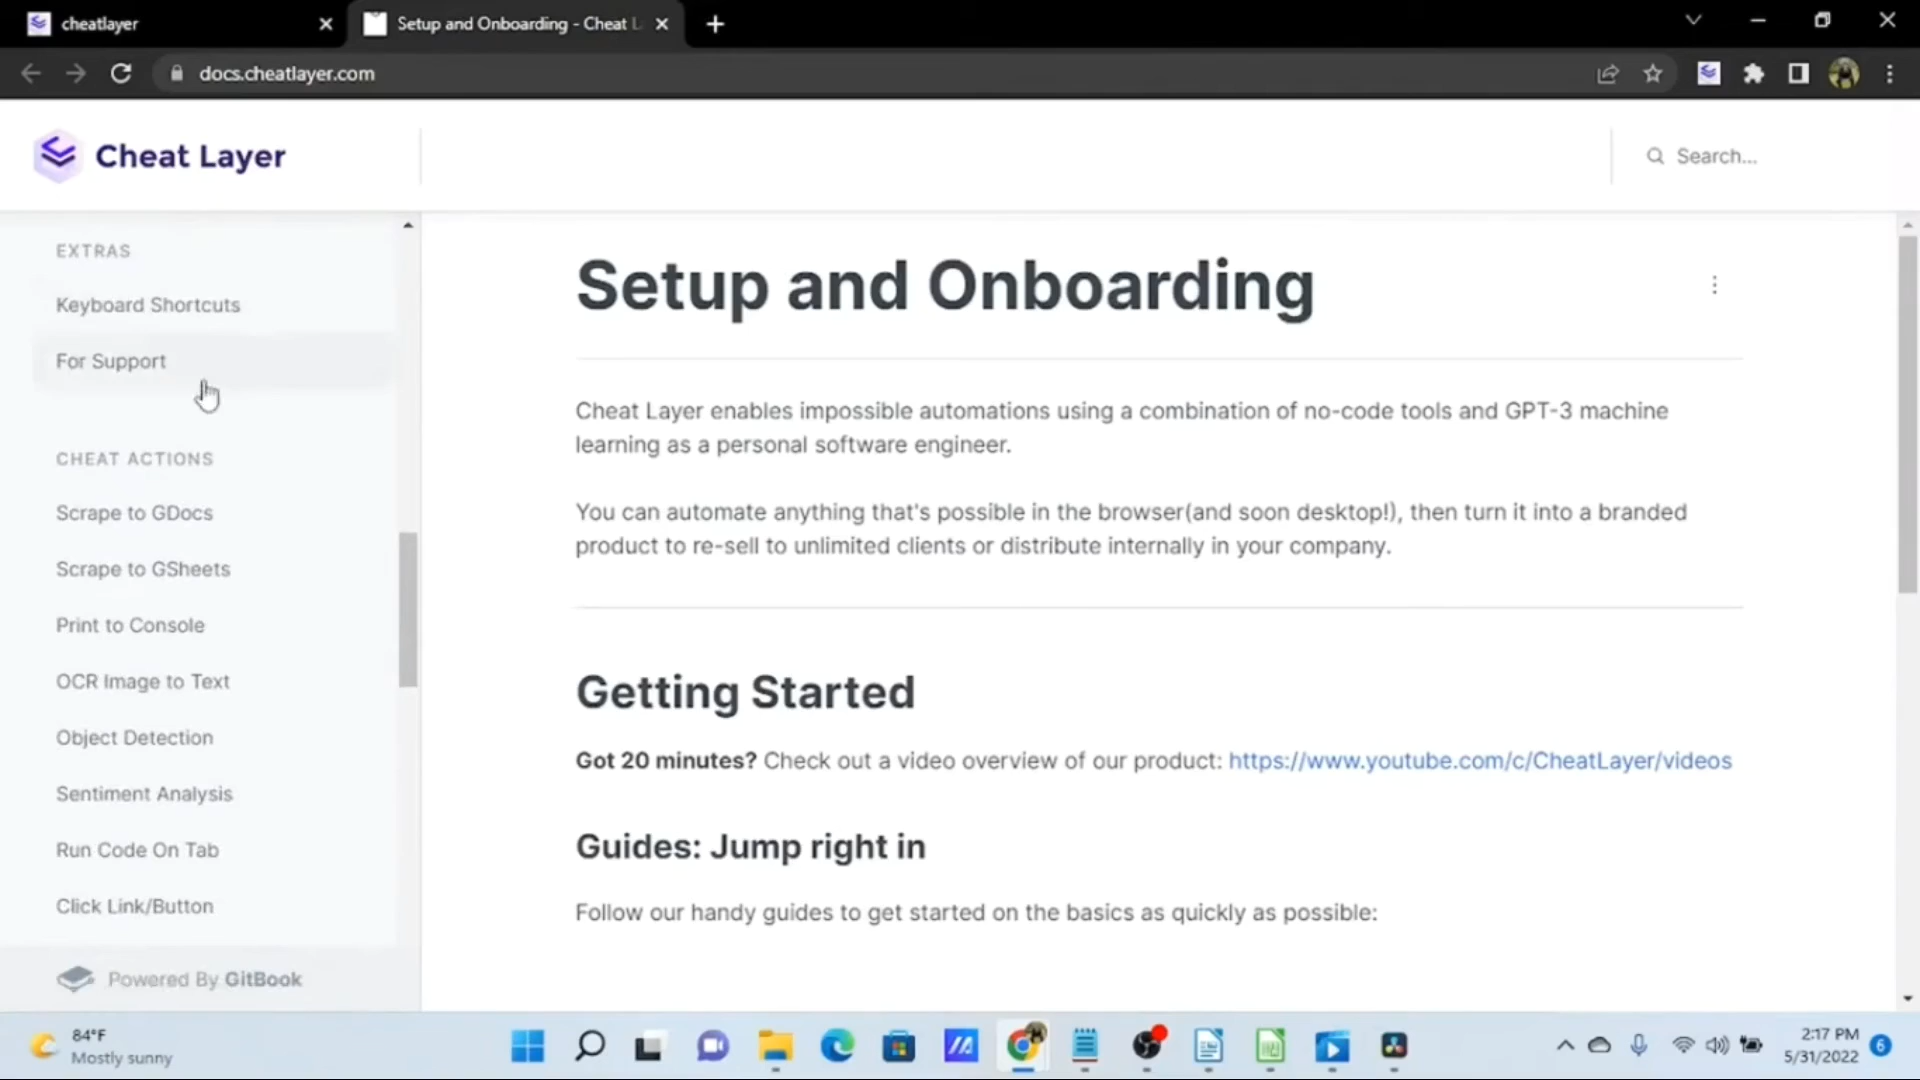 cheatlayer
Setup and Onboarding - Cheat L
docs.cheatlayer.com
Cheat Layer
Search...
EXTRAS
Keyboard Shortcuts
For Support
CHEAT ACTIONS
Scrape to GDocs
Scrape to GSheets
Print to Console
OCR Image to Text
Object Detection
Sentiment Analysis
Run Code On Tab
Click Link/Button
Powered By GitBook
Setup and Onboarding
Cheat Layer enables impossible automations using a combination of no-code tools and GPT-3 machine
learning as a personal software engineer.
You can automate anything that's possible in the browser(and soon desktop!), then turn it into a branded
product to re-sell to unlimited clients or distribute internally in your company.
Getting Started
Got 20 minutes? Check out a video overview of our product: https://www.youtube.com/c/CheatLayer/videos
Guides: Jump right in
Follow our handy guides to get started on the basics as quickly as possible:
84°F
Mostly sunny
2:17 PM
5/31/2022
6